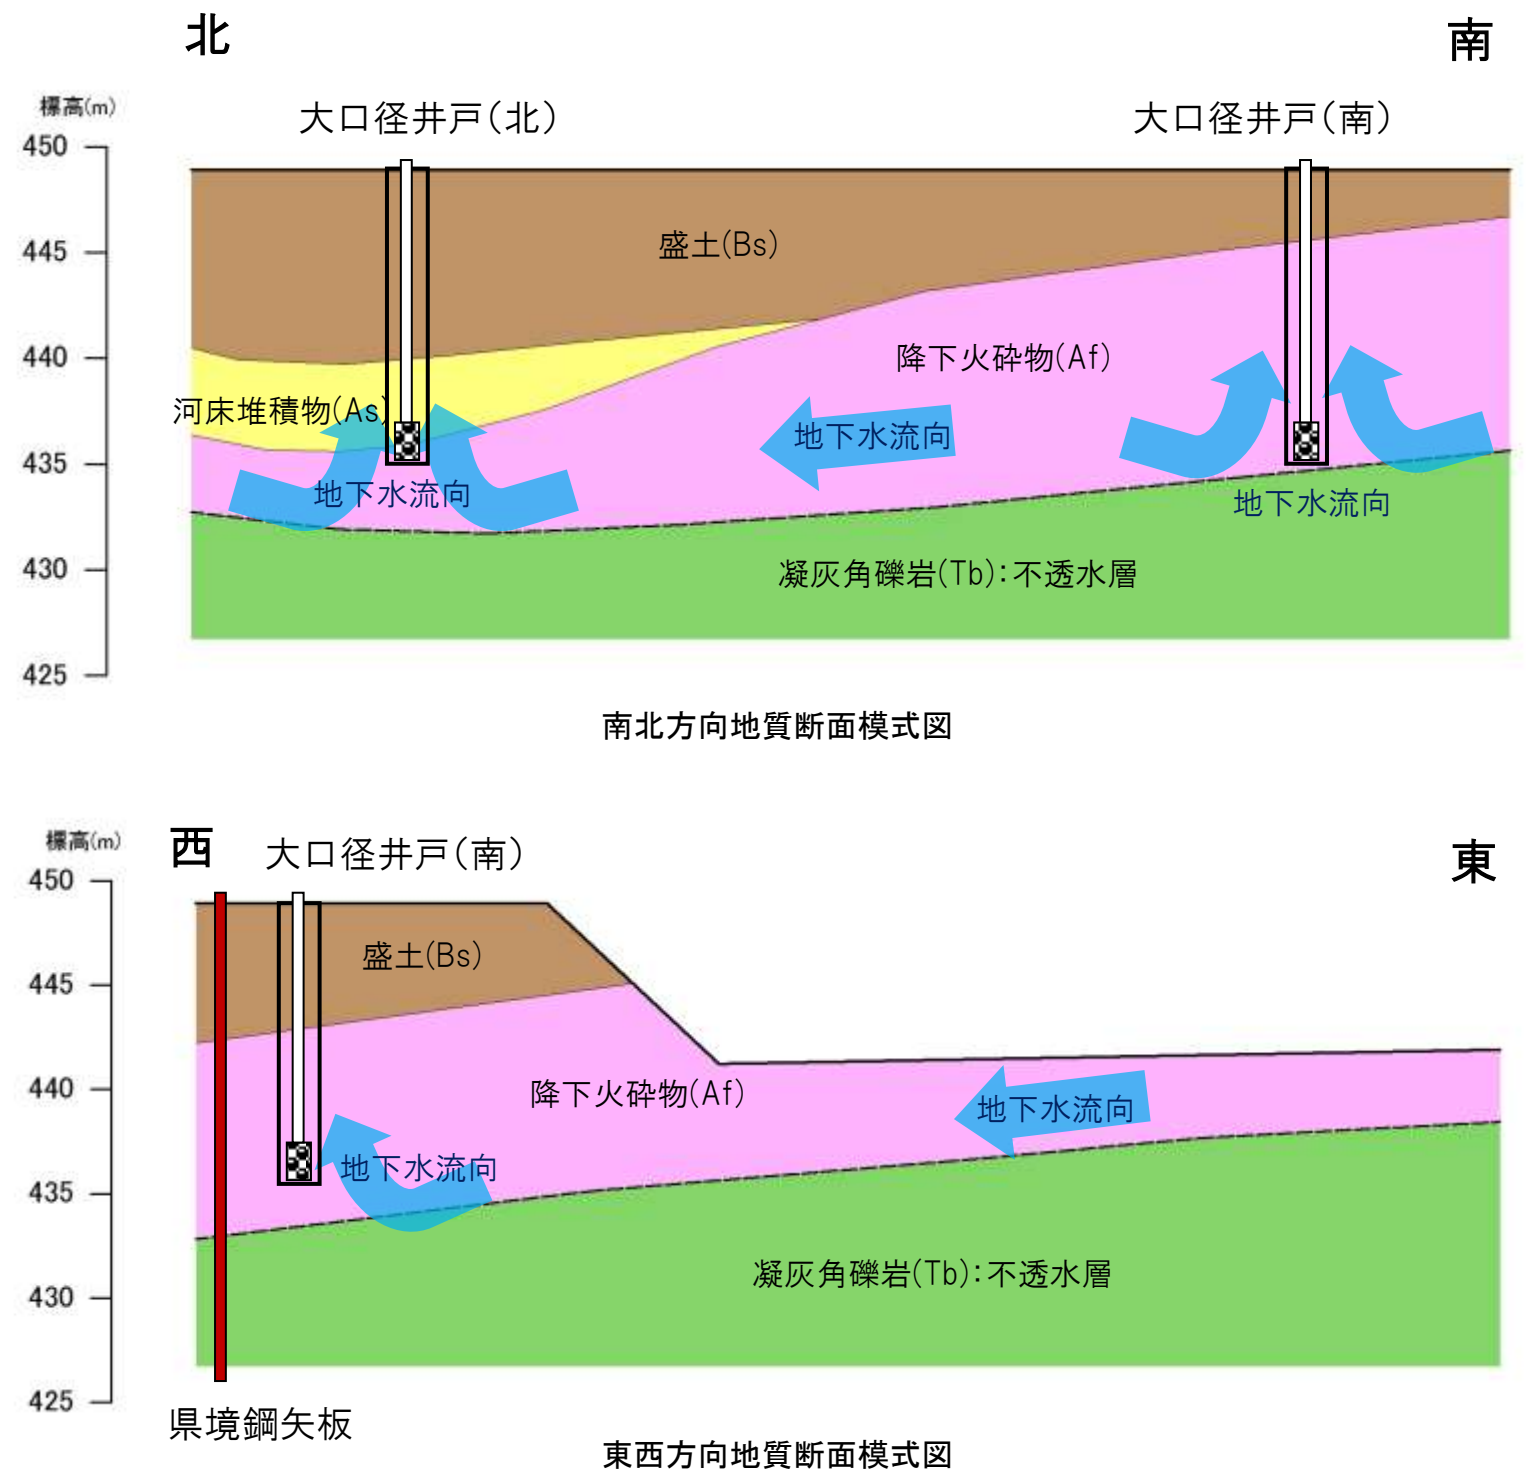 北
南
標高(m)
大口径井戸(北)
大口径井戸(南)
450
445
盛土(Bs)
440
降下火砕物(Af)
河床堆積物(As)
地下水流向
435
地下水流向
地下水流向
430
凝灰角礫岩(Tb):不透水層
425
南北方向地質断面模式図
標高(m)
西
大口径井戸(南)
東
450
盛土(Bs)
445
440
降下火砕物(Af)
地下水流向
地下水流向
435
凝灰角礫岩(Tb):不透水層
430
425
県境鋼矢板
東西方向地質断面模式図